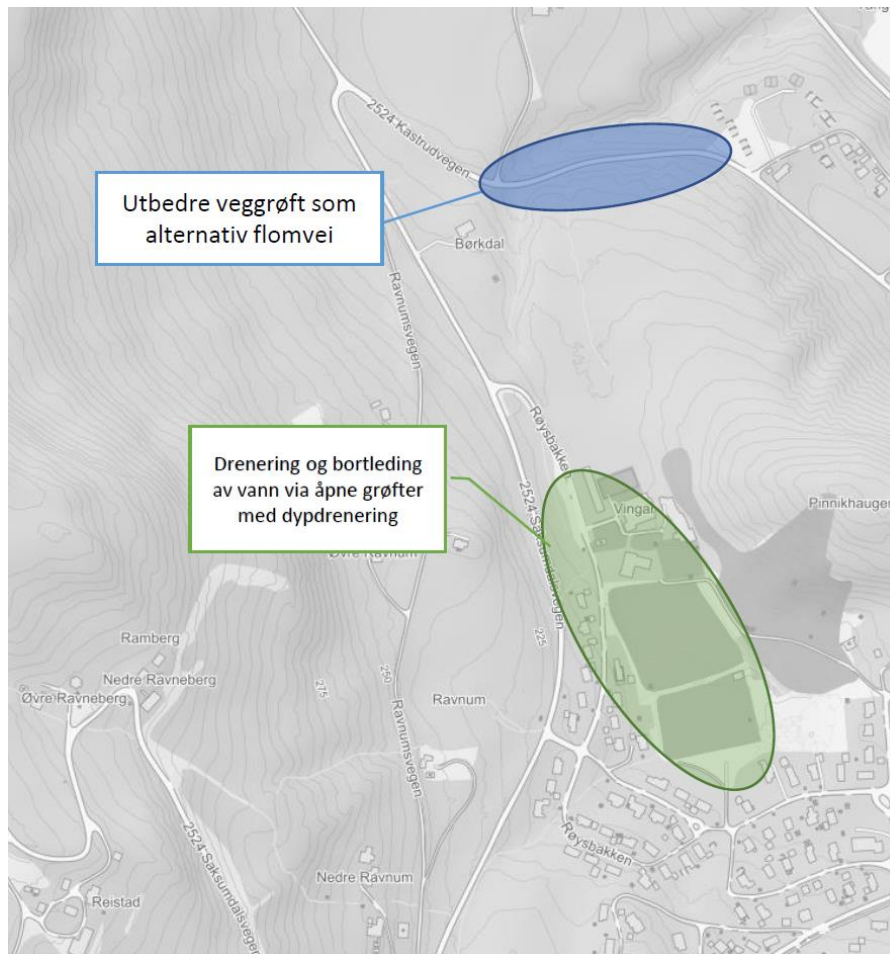 2524 Kastrudvegen
Utbedre veggrøft som
alternativ flomvei
Børkdal
Ravnumsvegen
Røysbakken
Drenering og bortleding
av vann via åpne grøfter
med dypdrenering
Vingar
Pinnikhaugen
2524 Saksumdalsvegen
Øvre Ravnum
225
Ramberg
Nedre Ravneberg
Øvre Ravneberg
275
250
Ravnum
Ravnumsvegen
2524 Saksumdalsvegen
Røysbakken
Nedre Ravnum
Reistad